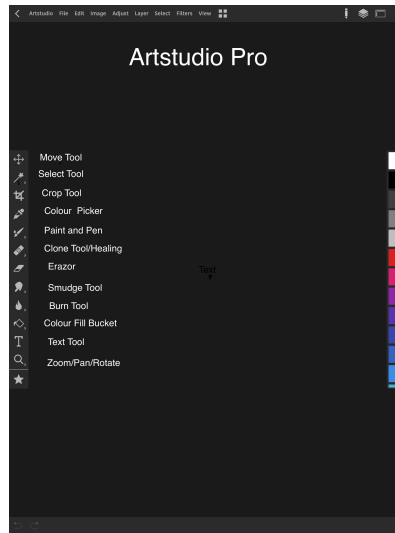 Artstudio File Edit Image Adjust Layer Select Filters View
Artstudio Pro
Move Tool
Select Tool
Crop Tool
Colour Picker
Paint and Pen
Clone Tool/Healing
Erazor
Text
Smudge Tool
Burn Tool
Colour Fill Bucket
Text Tool
Zoom/Pan/Rotate